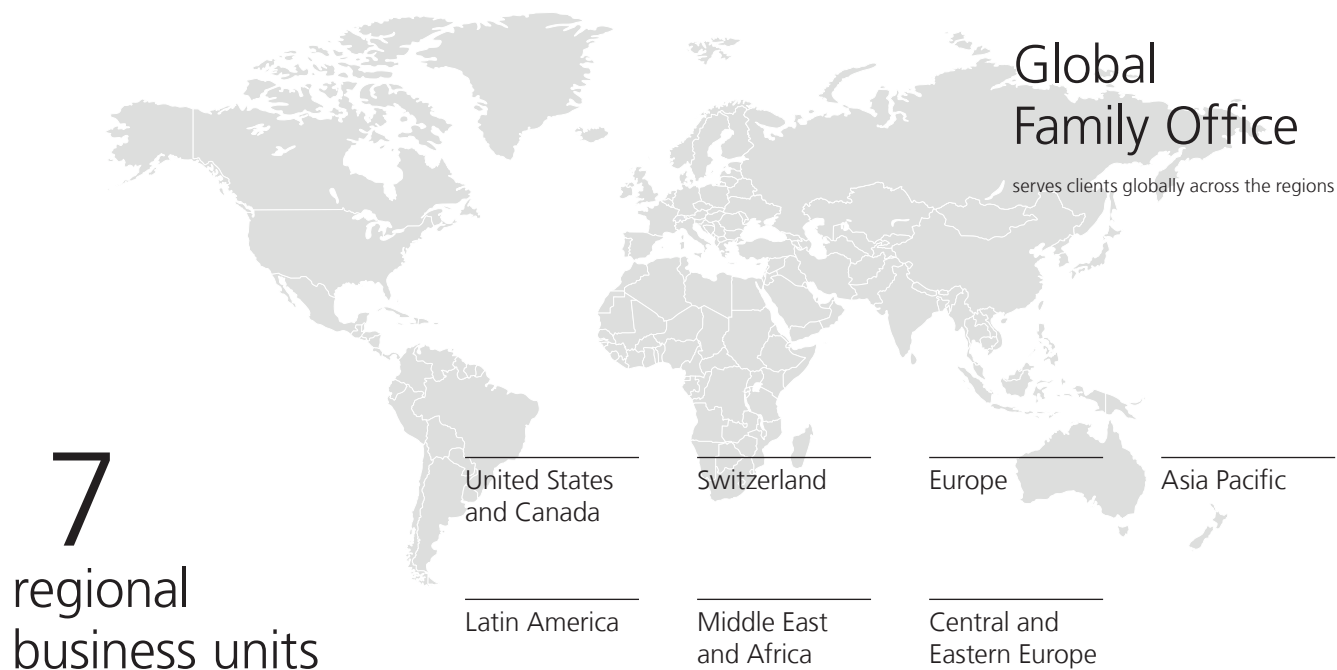 Global
Family Office
serves clients globally across the regions
7
regional
business units
United States
and Canada
Switzerland
Europe
Asia Pacific
Latin America
Middle East
and Africa
Central and
Eastern Europe